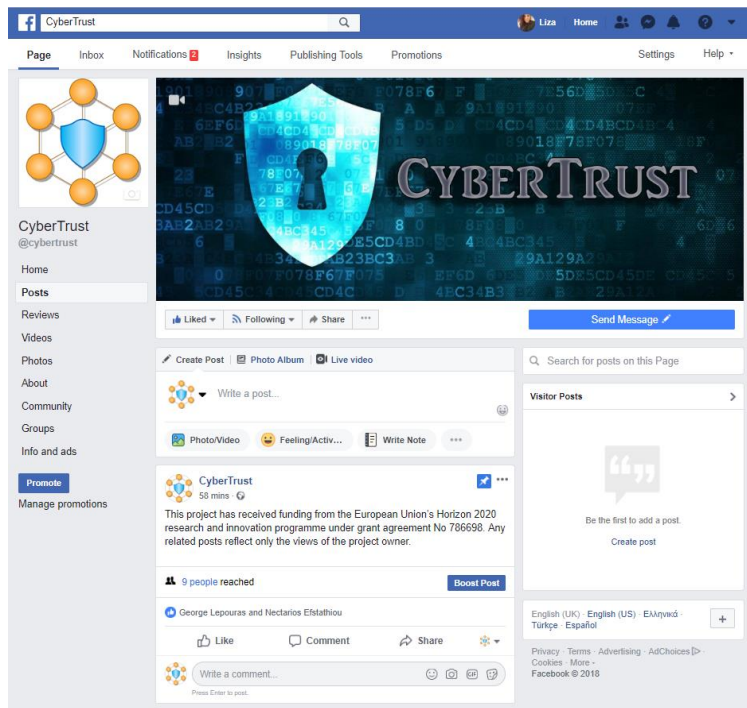 CyberTrust
Liza Home
Page Inbox Notifications 2 Insights Publishing Tools Promotions Settings Help
CYBERTRUST
CyberTrust
@cybertrust
Home
Posts
Reviews
Videos
Photos
About
Community
Groups
Info and ads
Promote
Manage promotions
Liked Following Share ...
Send Message
Create Post Photo Album Live video
Write a post...
Photo/Video Feeling/Activ... Write Note ...
CyberTrust
58 mins ·
This project has received funding from the European Union's Horizon 2020
research and innovation programme under grant agreement No 786698. Any
related posts reflect only the views of the project owner.
9 people reached
Boost Post
George Lepouras and Nectarios Efstathiou
Like Comment Share
Write a comment...
GIF
Press Enter to post.
Search for posts on this Page
Visitor Posts
Be the first to add a post.
Create post
English (UK) · English (US) · Ελληνικά ·
Türkçe · Español
+
Privacy · Terms · Advertising · AdChoices ·
Cookies · More
Facebook © 2018